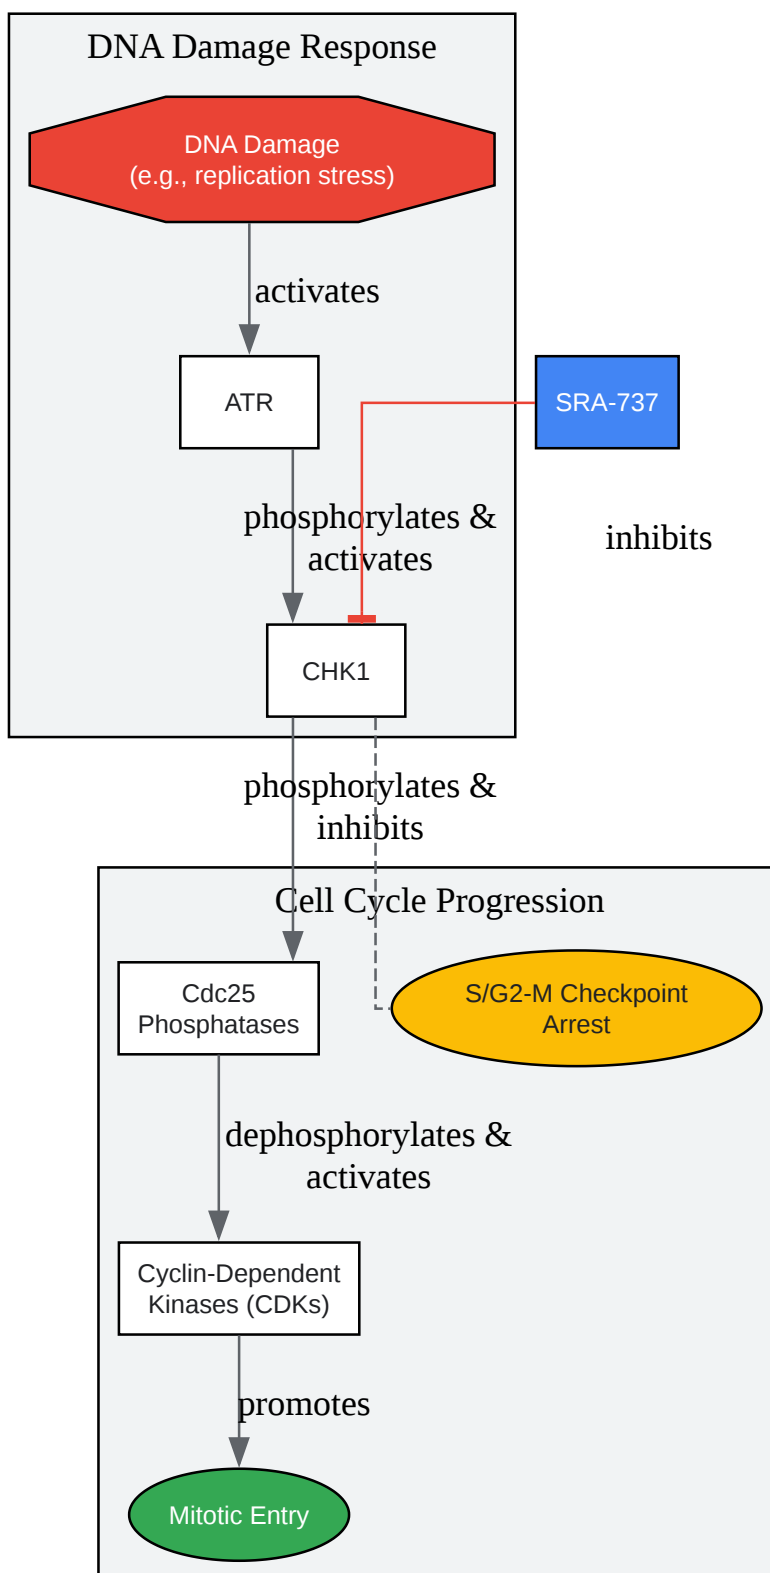 DNA Damage Response
DNA Damage
(e.g., replication stress)
activates
ATR
SRA-737
phosphorylates &
activates
inhibits
CHK1
phosphorylates &
inhibits
Cell Cycle Progression
Cdc25
Phosphatases
S/G2-M Checkpoint
Arrest
dephosphorylates &
activates
Cyclin-Dependent
Kinases (CDKs)
promotes
Mitotic Entry